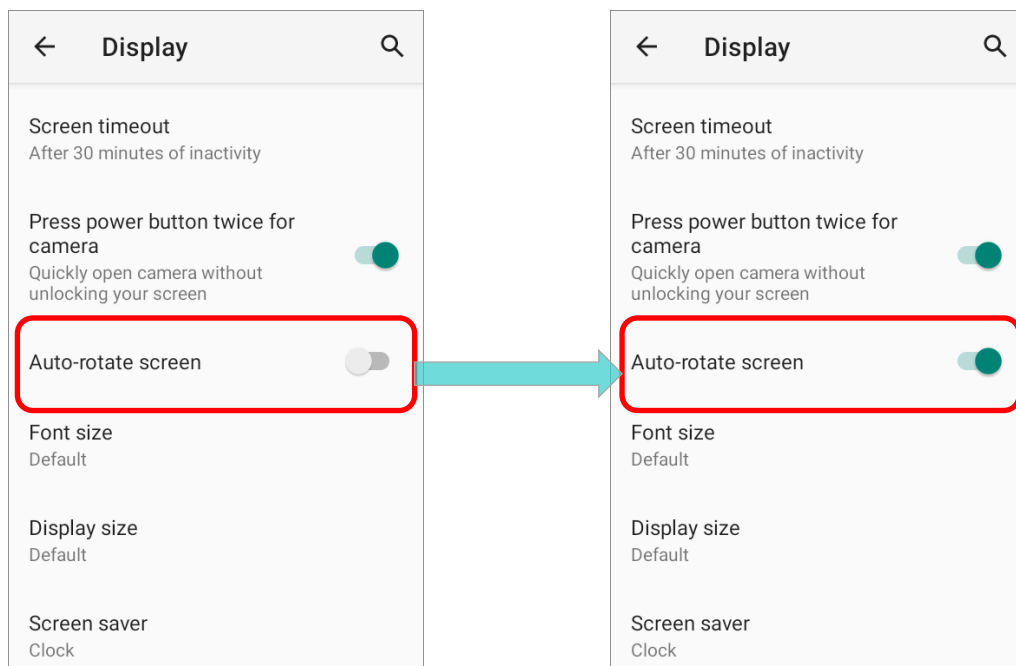 Display
Screen timeout
After 30 minutes of inactivity
Press power button twice for
camera
Quickly open camera without
unlocking your screen
Auto-rotate screen
Font size
Default
Display size
Default
Screen saver
Clock
Display
Screen timeout
After 30 minutes of inactivity
Press power button twice for
camera
Quickly open camera without
unlocking your screen
Auto-rotate screen
Font size
Default
Display size
Default
Screen saver
Clock